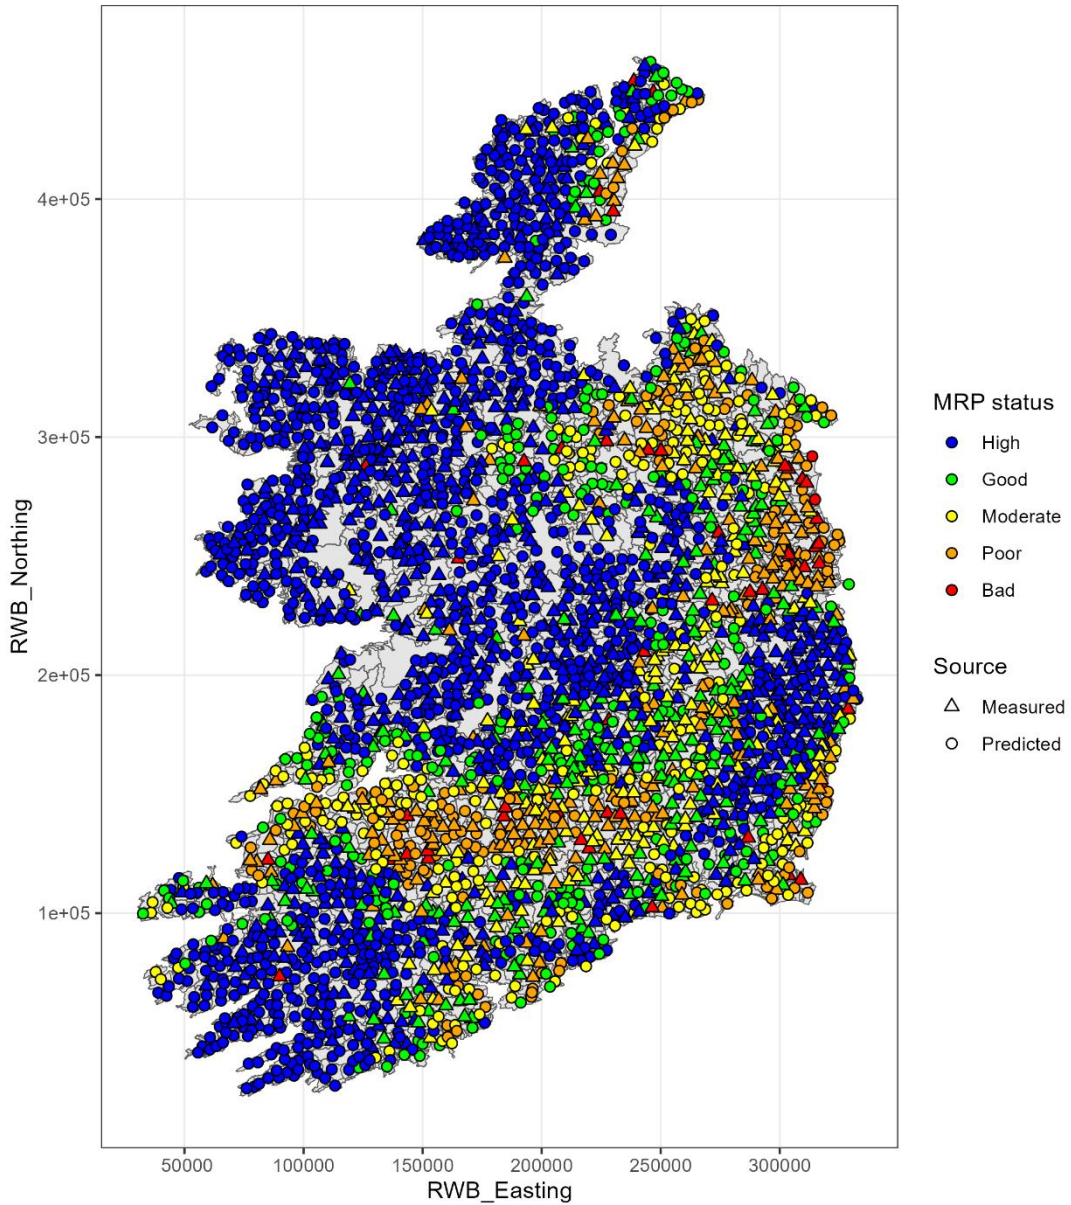 4e+05
3e+05
2e+05
1e+05
RWB_Northing
50000 100000 150000 200000 250000 300000
RWB_Easting
MRP status
High
Good
Moderate
Poor
Bad
Source
Measured
Predicted